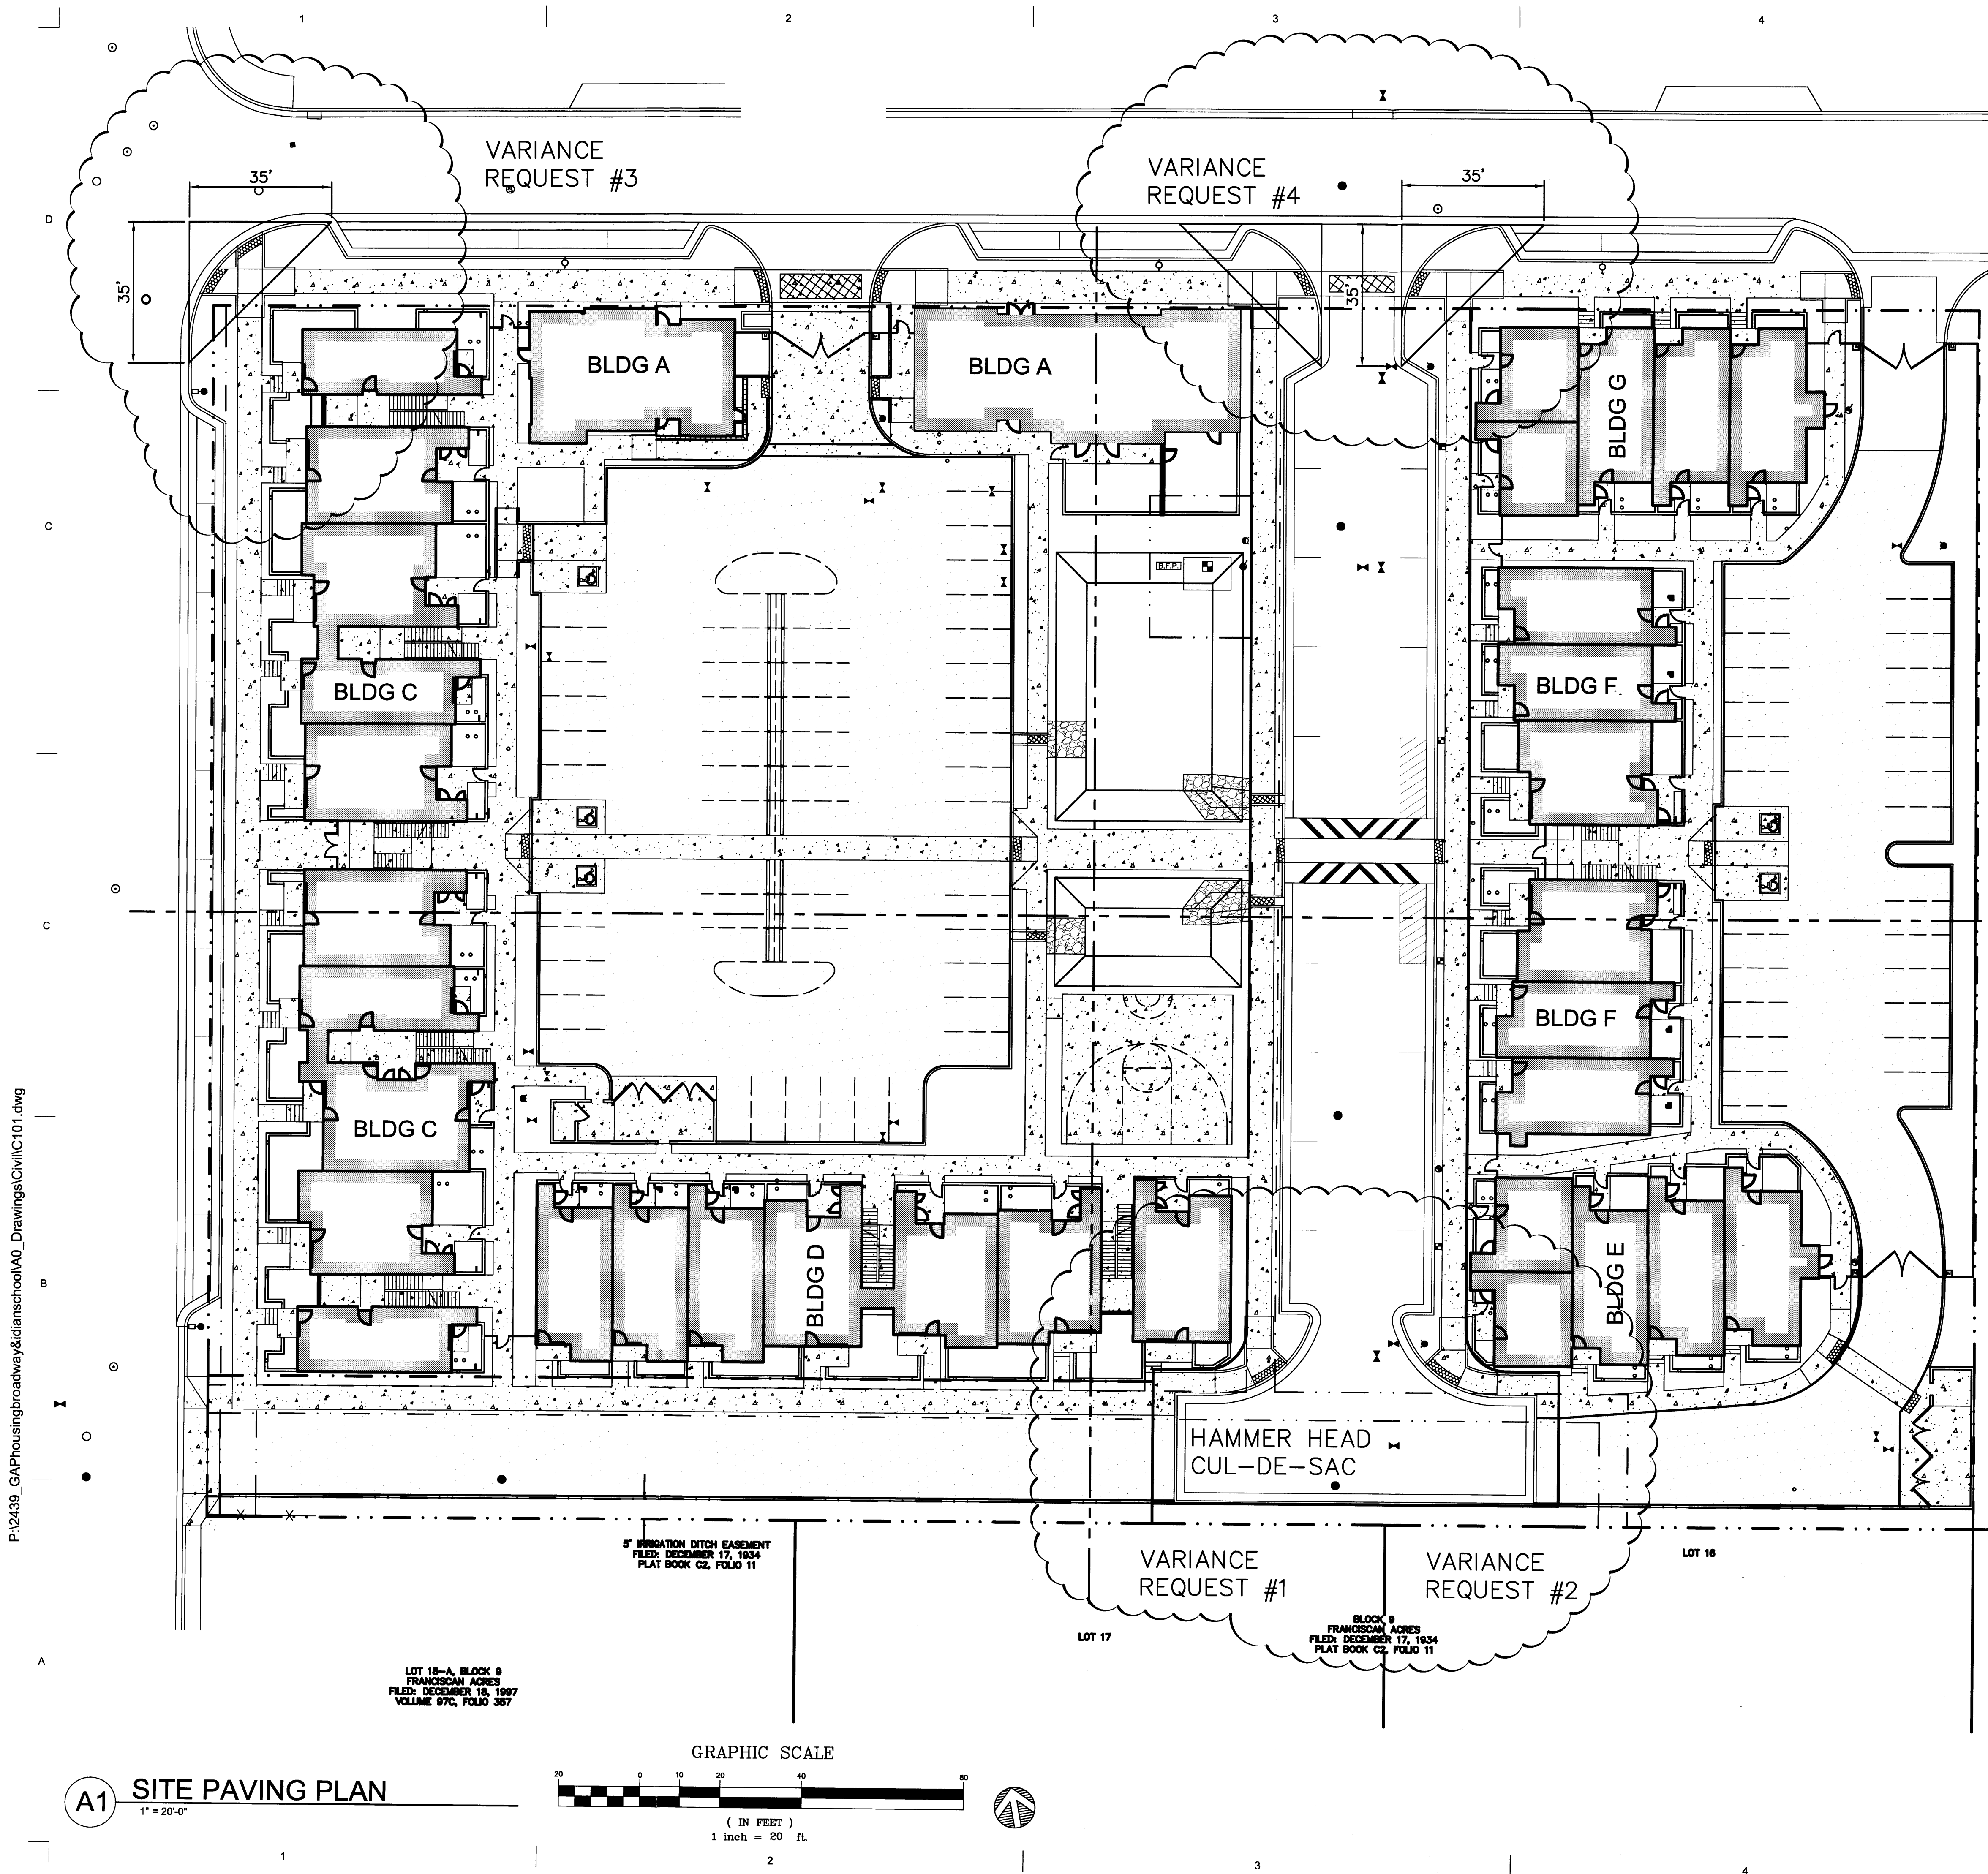 1
2
3
4
VARIANCE
REQUEST #3
VARIANCE
REQUEST #4
35'
35'
D
35'
35'
BLDG A
BLDG A
BLDG G
C
B.F.P.
BLDG C
BLDG F
C
BLDG F
BLDG C
BLDG D
BLDG E
B
HAMMER HEAD
CUL-DE-SAC
X X
5' IRRIGATION DITCH EASEMENT
FILED: DECEMBER 17, 1934
PLAT BOOK C2, FOLIO 11
VARIANCE
REQUEST #1
VARIANCE
REQUEST #2
LOT 16
LOT 17
BLOCK 9
FRANCISCAN ACRES
FILED: DECEMBER 17, 1934
PLAT BOOK C2, FOLIO 11
A
LOT 18-A, BLOCK 9
FRANCISCAN ACRES
FILED: DECEMBER 18, 1997
VOLUME 97C, FOLIO 357
P:\2439_GAPhousingbroadway&idianschool\A0_Drawings\Civil\C101.dwg
GRAPHIC SCALE
20 0 10 20 40 80
( IN FEET )
1 inch = 20 ft.
A1
SITE PAVING PLAN
1" = 20'-0"
1
2
3
4